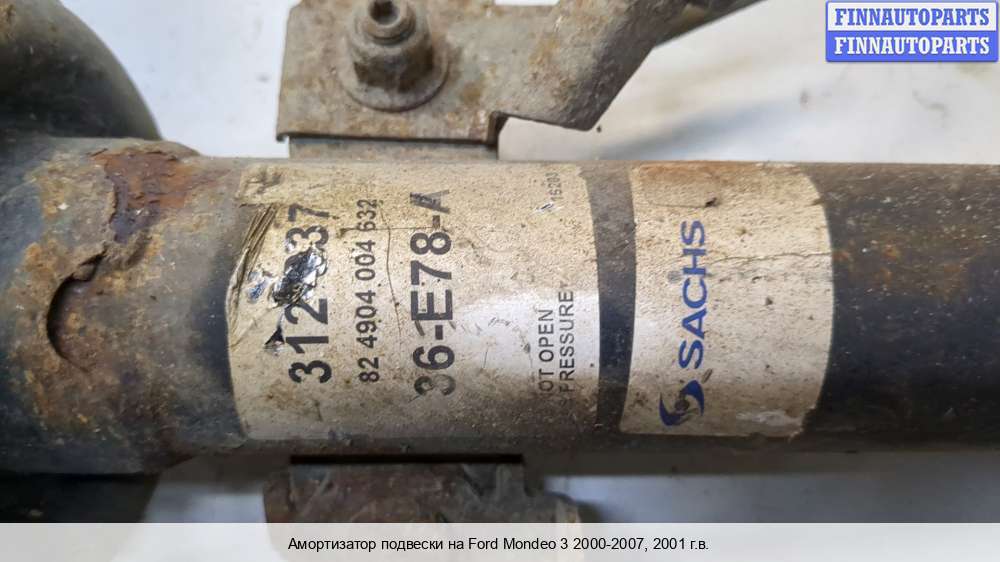 FINNAUTOPARTS
FINNAUTOPARTS
82 4904 004 632
36-E78-A
OT OPEN
PRESSURE
SACHS
Амортизатор подвески на Ford Mondeo 3 2000-2007, 2001 г.в.